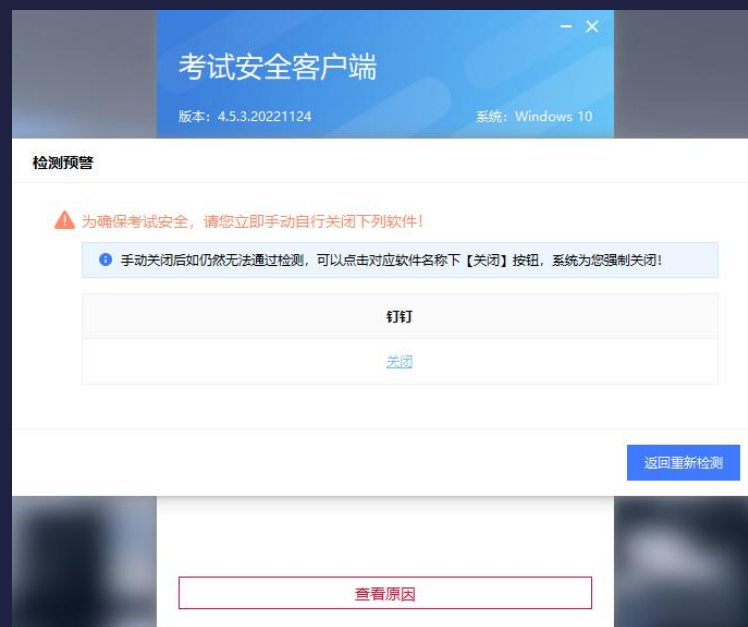 考试安全客户端
版本：4.5.3.20221124
系统：Windows 10
检测预警
为确保考试安全，请您立即手动自行关闭下列软件！
手动关闭后如仍然无法通过检测，可以点击对应软件名称下【关闭】按钮，系统为您强制关闭！
钉钉
关闭
返回重新检测
查看原因